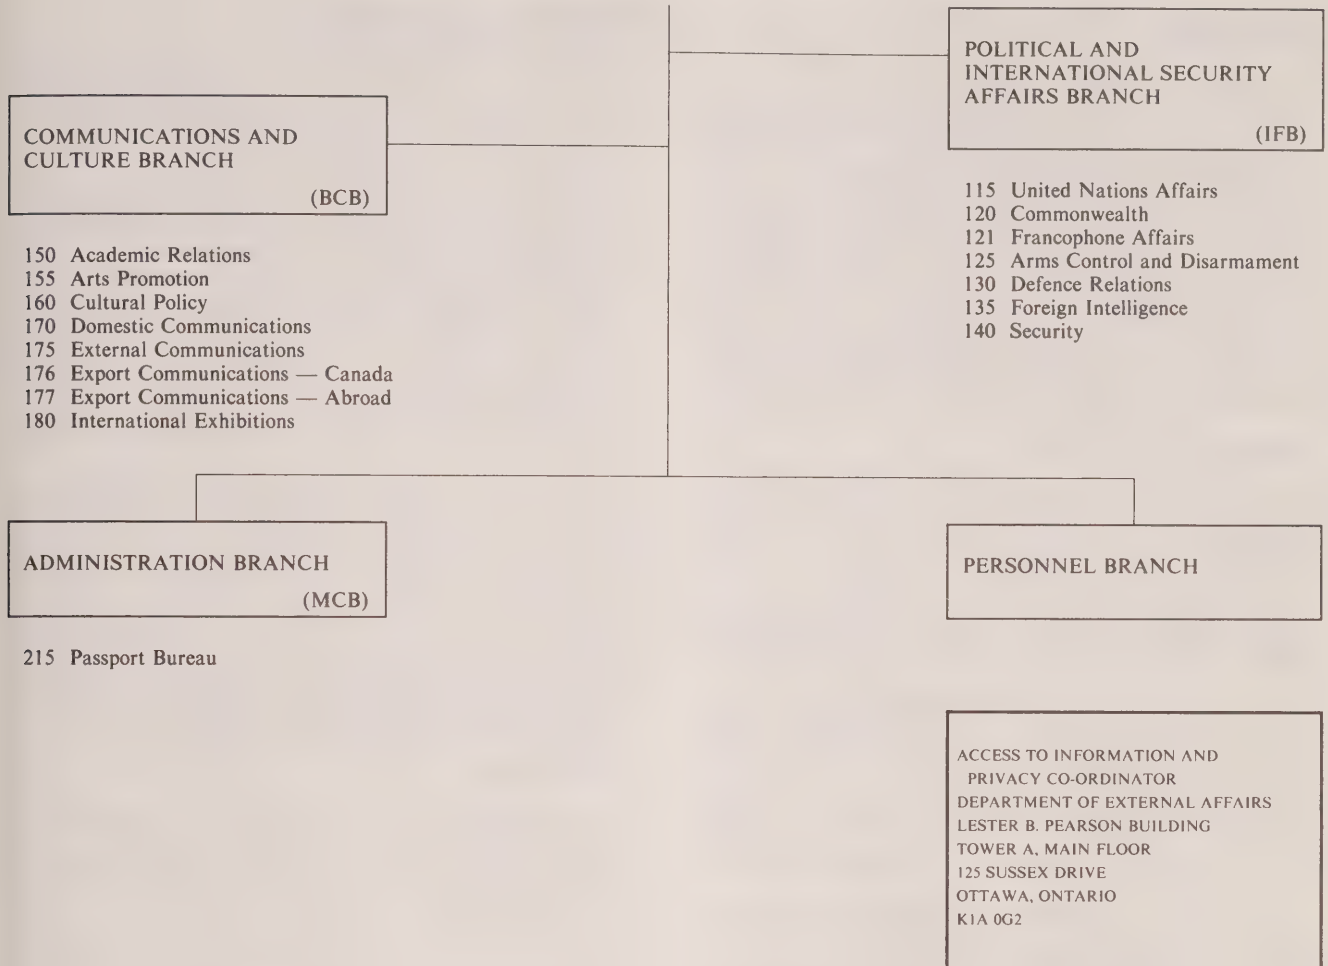 POLITICAL AND
INTERNATIONAL SECURITY
AFFAIRS BRANCH
(IFB)
115 United Nations Affairs
120 Commonwealth
121 Francophone Affairs
125 Arms Control and Disarmament
130 Defence Relations
135 Foreign Intelligence
140 Security
COMMUNICATIONS AND
CULTURE BRANCH
(BCB)
150 Academic Relations
155 Arts Promotion
160 Cultural Policy
170 Domestic Communications
175 External Communications
176 Export Communications — Canada
177 Export Communications — Abroad
180 International Exhibitions
ADMINISTRATION BRANCH
(MCB)
215 Passport Bureau
PERSONNEL BRANCH
ACCESS TO INFORMATION AND
PRIVACY CO-ORDINATOR
DEPARTMENT OF EXTERNAL AFFAIRS
LESTER B. PEARSON BUILDING
TOWER A, MAIN FLOOR
125 SUSSEX DRIVE
OTTAWA, ONTARIO
K1A 0G2